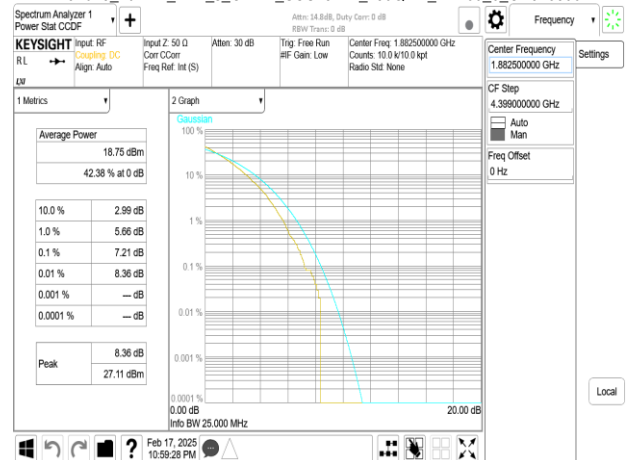 Spectrum Analyzer 1
Power Stat CCDF
Attn: 14.8dB, Duty Corr: 0 dB
RBW Trans: 0 dB
Frequency
KEYSIGHT
RL
Input: RF
Coupling: DC
Align: Auto
Input Z: 50 Ω
Corr CCorr
Freq Ref: Int (S)
Atten: 30 dB
Trig: Free Run
#IF Gain: Low
Center Freq: 1.882500000 GHz
Counts: 10.0 k/10.0 kpt
Radio Std: None
Center Frequency
1.882500000 GHz
Settings
CF Step
4.399000000 GHz
Auto
Man
Freq Offset
0 Hz
Local
1 Metrics
Average Power
18.75 dBm
42.38 % at 0 dB
10.0 % 2.99 dB
1.0 % 5.66 dB
0.1 % 7.21 dB
0.01 % 8.36 dB
0.001 % --- dB
0.0001 % --- dB
Peak
8.36 dB
27.11 dBm
2 Graph
Gaussian
100 %
10 %
1 %
0.1 %
0.01 %
0.001 %
0.0001 %
0.00 dB 20.00 dB
Info BW 25.000 MHz
?
Feb 17, 2025
10:59:28 PM